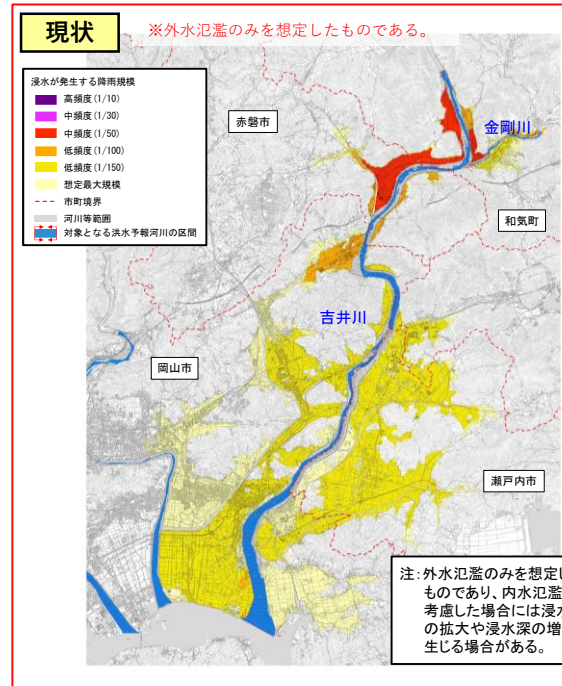 現状
※外水氾濫のみを想定したものである。
浸水が発生する降雨規模
高頻度(1/10)
中頻度(1/30)
中頻度(1/50)
低頻度(1/100)
低頻度(1/150)
想定最大規模
市町境界
河川等範囲
対象となる洪水予報河川の区間
赤磐市
金剛川
和気町
吉井川
岡山市
瀬戸内市
注:外水氾濫のみを想定し
ものであり、内水氾濫
考慮した場合には浸水
の拡大や浸水深の増
生じる場合がある。